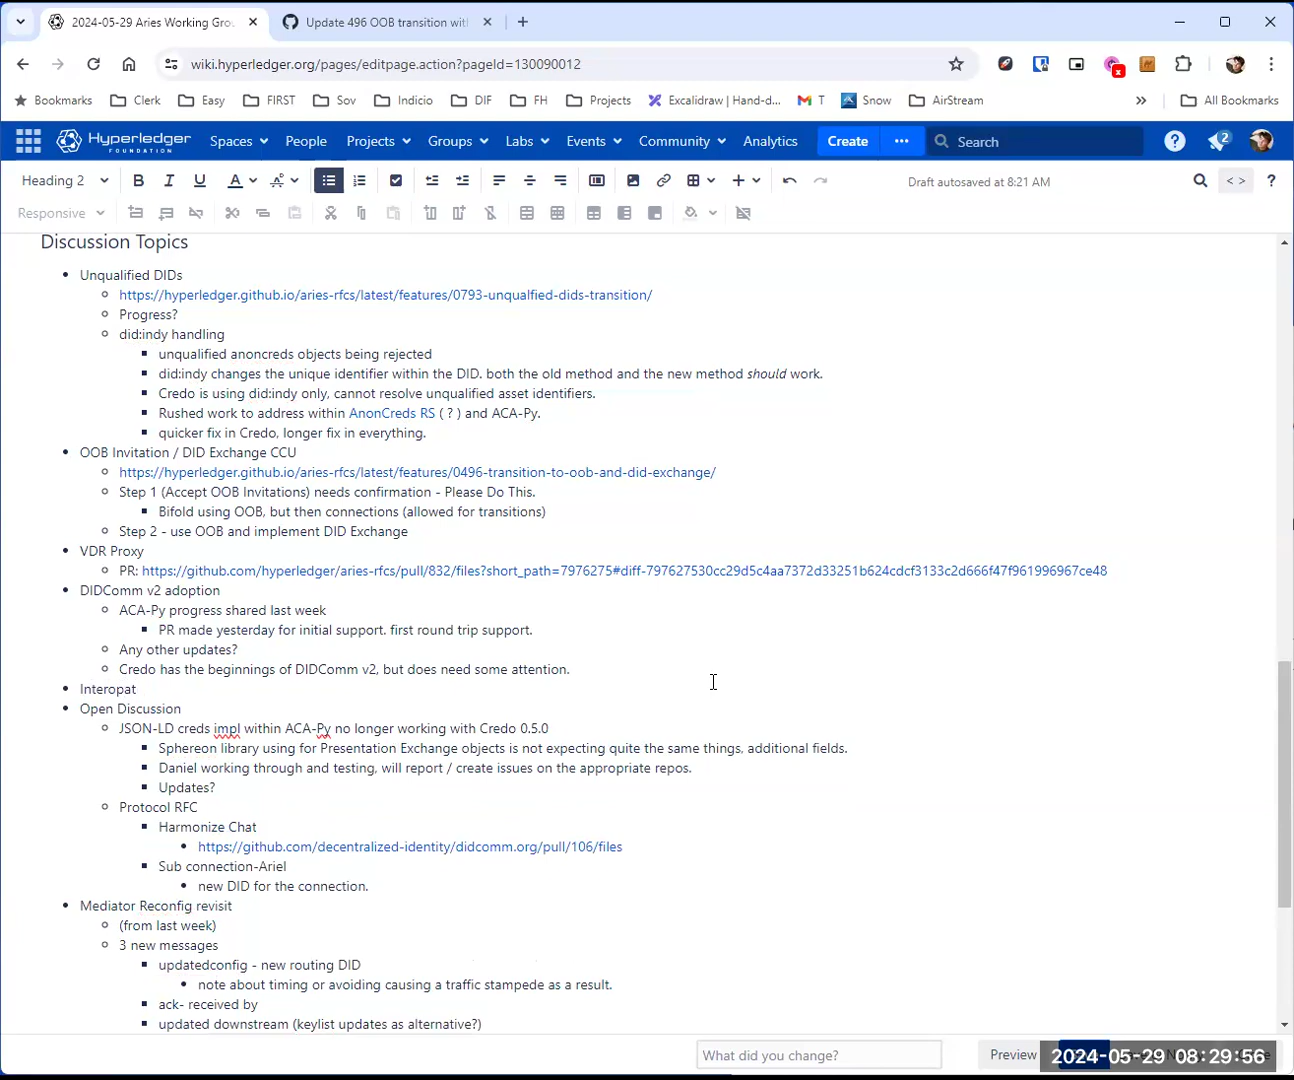 2024-05-29 Aries Working Gro
Update 496 OOB transition wit
wiki.hyperledger.org/pages/editpage.action?pageId=130090012
Bookmarks Clerk Easy FIRST Sov Indicio DIF FH Projects Excalidraw | Hand-d... T Snow AirStream » All Bookmarks
HYPERLEDGER FOUNDATION Spaces People Projects Groups Labs Events Community Analytics Create ••• Search ? 2
Heading 2 B I U A Draft autosaved at 8:21 AM < > ?
Responsive
Discussion Topics
Unqualified DIDs
https://hyperledger.github.io/aries-rfcs/latest/features/0793-unqualfied-dids-transition/
Progress?
did:indy handling
unqualified anoncreds objects being rejected
did:indy changes the unique identifier within the DID. both the old method and the new method should work.
Credo is using did:indy only, cannot resolve unqualified asset identifiers.
Rushed work to address within AnonCreds RS ( ? ) and ACA-Py.
quicker fix in Credo, longer fix in everything.
OOB Invitation / DID Exchange CCU
https://hyperledger.github.io/aries-rfcs/latest/features/0496-transition-to-oob-and-did-exchange/
Step 1 (Accept OOB Invitations) needs confirmation - Please Do This.
Bifold using OOB, but then connections (allowed for transitions)
Step 2 - use OOB and implement DID Exchange
VDR Proxy
PR: https://github.com/hyperledger/aries-rfcs/pull/832/files?short_path=7976275#diff-797627530cc29d5c4aa7372d33251b624cdcf3133c2d666f47f961996967ce48
DIDComm v2 adoption
ACA-Py progress shared last week
PR made yesterday for initial support. first round trip support.
Any other updates?
Credo has the beginnings of DIDComm v2, but does need some attention.
Interopat
Open Discussion
JSON-LD creds impl within ACA-Py no longer working with Credo 0.5.0
Sphereon library using for Presentation Exchange objects is not expecting quite the same things, additional fields.
Daniel working through and testing, will report / create issues on the appropriate repos.
Updates?
Protocol RFC
Harmonize Chat
https://github.com/decentralized-identity/didcomm.org/pull/106/files
Sub connection-Ariel
new DID for the connection.
Mediator Reconfig revisit
(from last week)
3 new messages
updatedconfig - new routing DID
note about timing or avoiding causing a traffic stampede as a result.
ack- received by
updated downstream (keylist updates as alternative?)
What did you change? Preview
2024-05-29 08:29:56